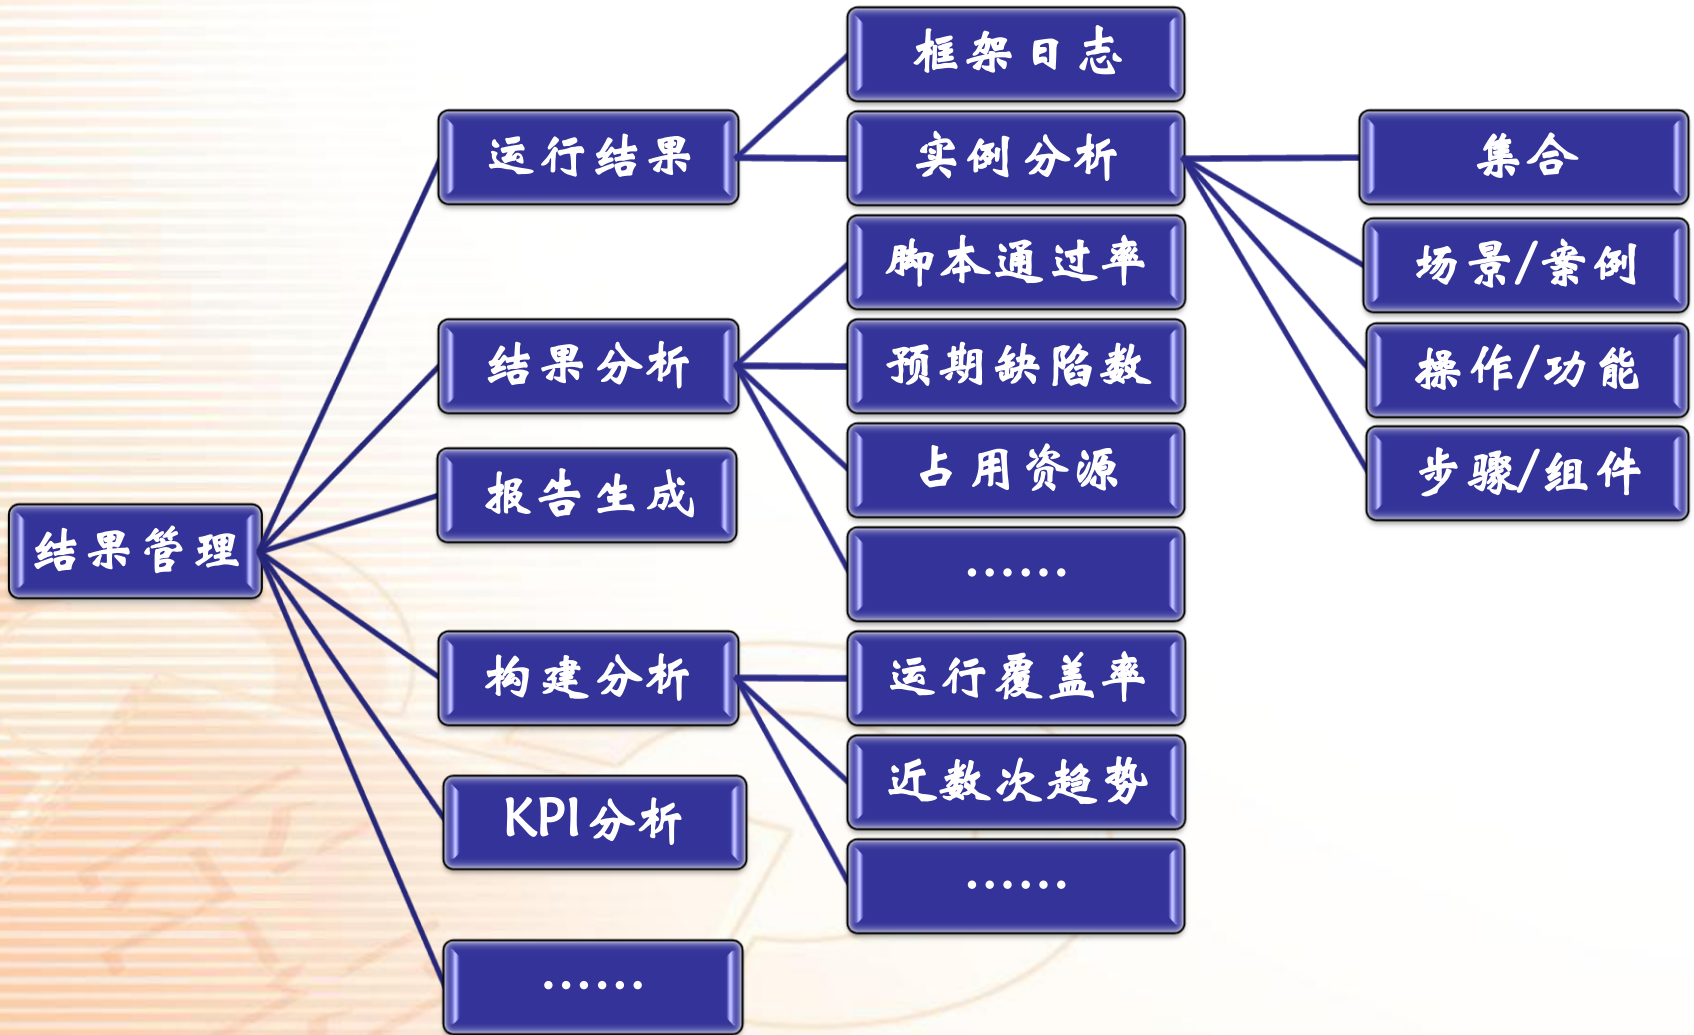 结果管理
运行结果
结果分析
报告生成
构建分析
KPI分析
……
框架日志
实例分析
脚本通过率
预期缺陷数
占用资源
……
运行覆盖率
近数次趋势
……
集合
场景/案例
操作/功能
步骤/组件